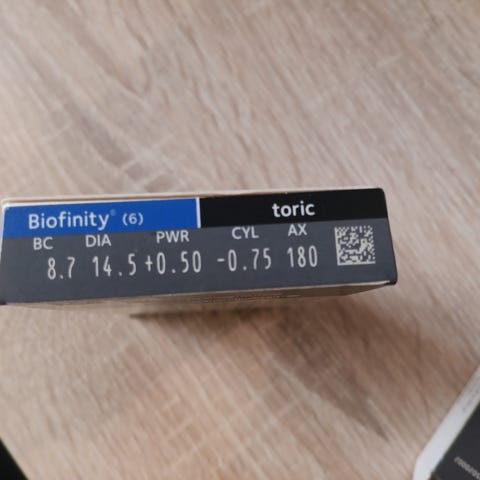 Biofinity® (6) toric
BC DIA PWR CYL AX
8.7 14.5 +0.50 -0.75 180